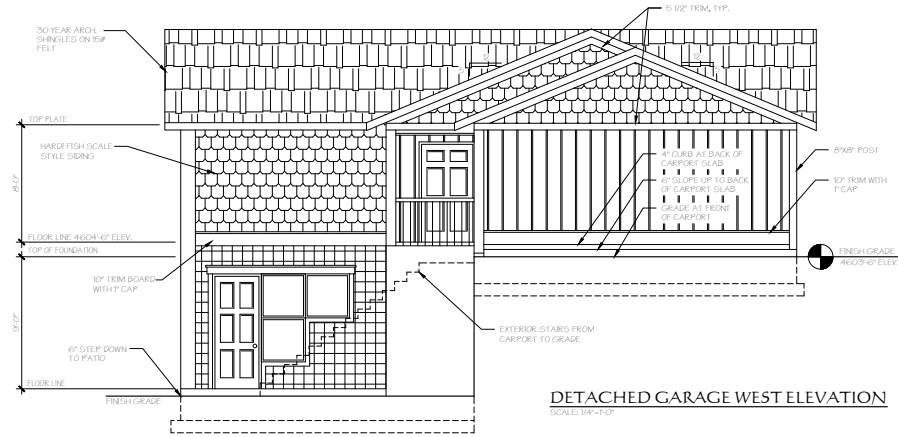 5 1/2" TRIM, TYP.
30 YEAR ARCH.
SHINGLES ON 15#
FELT
12
12
TOP PLATE
HARDI FISH SCALE
STYLE SIDING
8'-0"
4" CURB AT BACK OF
CARPORT SLAB
6" SLOPE UP TO BACK
OF CARPORT SLAB
GRADE AT FRONT
OF CARPORT
8"X8" POST
10" TRIM WITH
1" CAP
FLOOR LINE 4604'-6" ELEV.
TOP OF FOUNDATION
FINISH GRADE
4603'-6" ELEV.
10" TRIM BOARD
WITH 1" CAP
9'-0"
EXTERIOR STAIRS FROM
CARPORT TO GRADE
6" STEP DOWN
TO PATIO
FLOOR LINE
FINISH GRADE
DETACHED GARAGE WEST ELEVATION
SCALE: 1/4"=1'-0"